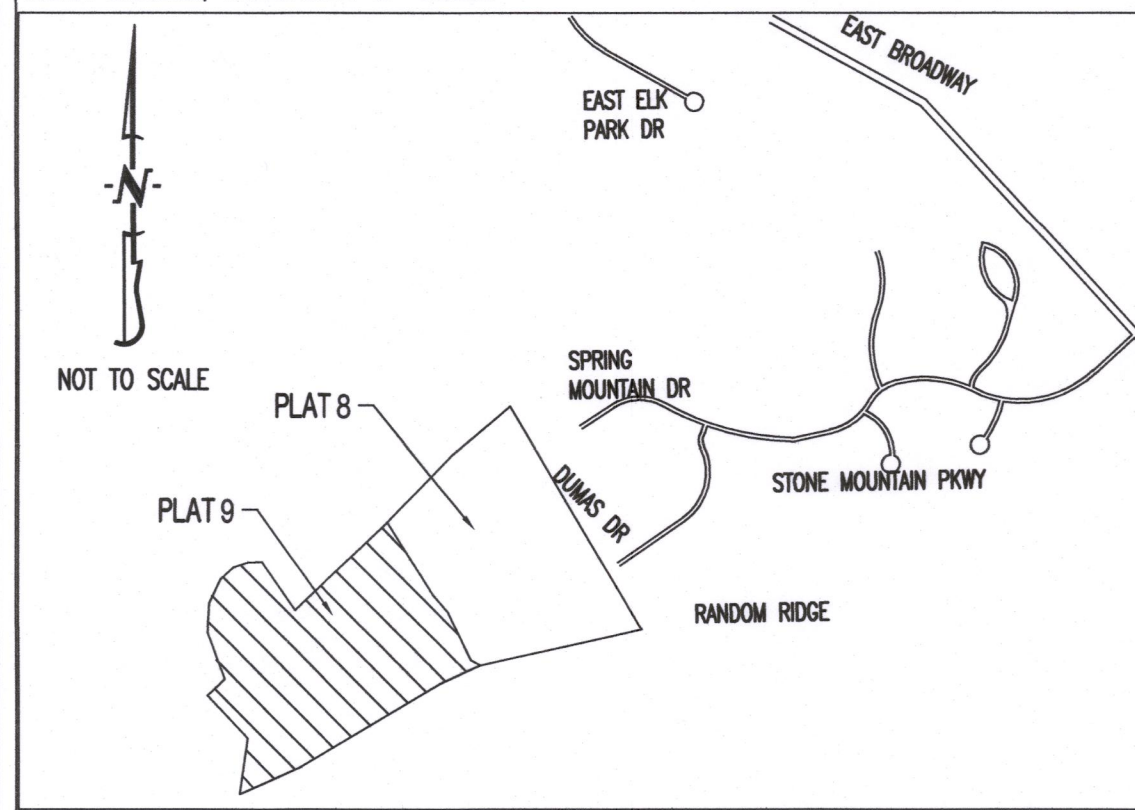 EAST BROADWAY
EAST ELK
PARK DR
N
NOT TO SCALE
SPRING
MOUNTAIN DR
PLAT 8
STONE MOUNTAIN PKWY
DUMAS DR
PLAT 9
RANDOM RIDGE